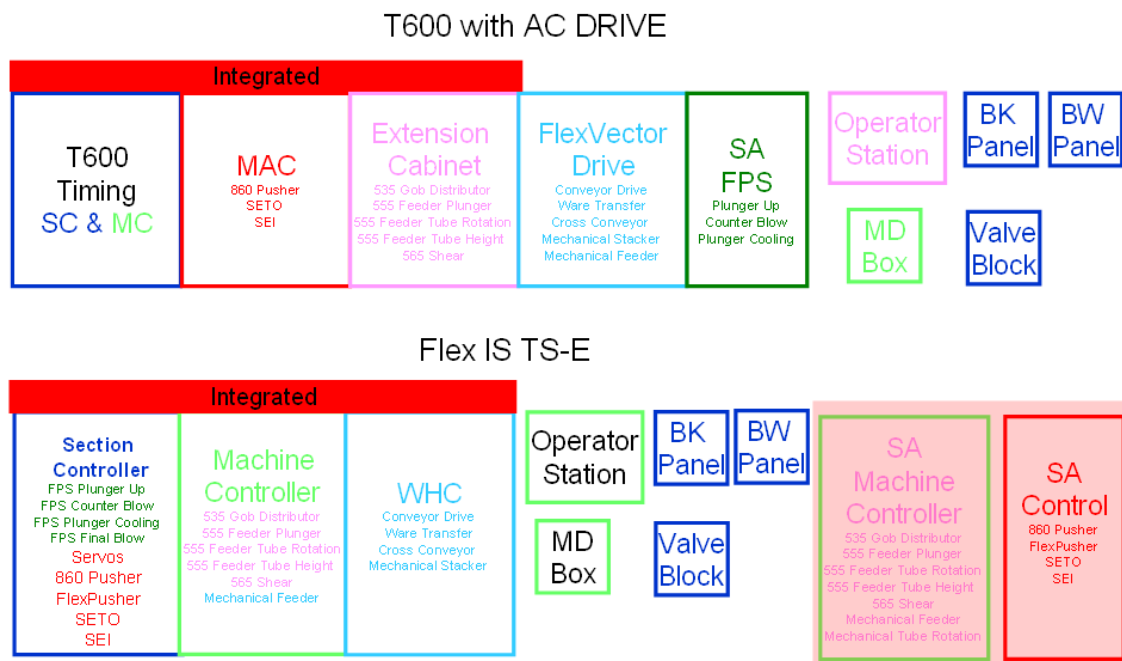 T600 with AC DRIVE
Integrated
T600
Timing
SC & MC
MAC
860 Pusher
SETO
SEI
Extension
Cabinet
535 Gob Distributor
555 Feeder Plunger
555 Feeder Tube Rotation
555 Feeder Tube Height
565 Shear
FlexVector
Drive
Conveyor Drive
Ware Transfer
Cross Conveyor
Mechanical Stacker
Mechanical Feeder
SA
FPS
Plunger Up
Counter Blow
Plunger Cooling
Operator
Station
BK
Panel
BW
Panel
MD
Box
Valve
Block
Flex IS TS-E
Integrated
Section
Controller
FPS Plunger Up
FPS Counter Blow
FPS Plunger Cooling
FPS Final Blow
Servos
860 Pusher
FlexPusher
SETO
SEI
Machine
Controller
535 Gob Distributor
555 Feeder Plunger
555 Feeder Tube Rotation
555 Feeder Tube Height
565 Shear
Mechanical Feeder
WHC
Conveyor Drive
Ware Transfer
Cross Conveyor
Mechanical Stacker
Operator
Station
BK
Panel
BW
Panel
MD
Box
Valve
Block
SA
Machine
Controller
535 Gob Distributor
555 Feeder Plunger
555 Feeder Tube Rotation
555 Feeder Tube Height
565 Shear
Mechanical Feeder
Mechanical Tube Rotation
SA
Control
860 Pusher
FlexPusher
SETO
SEI